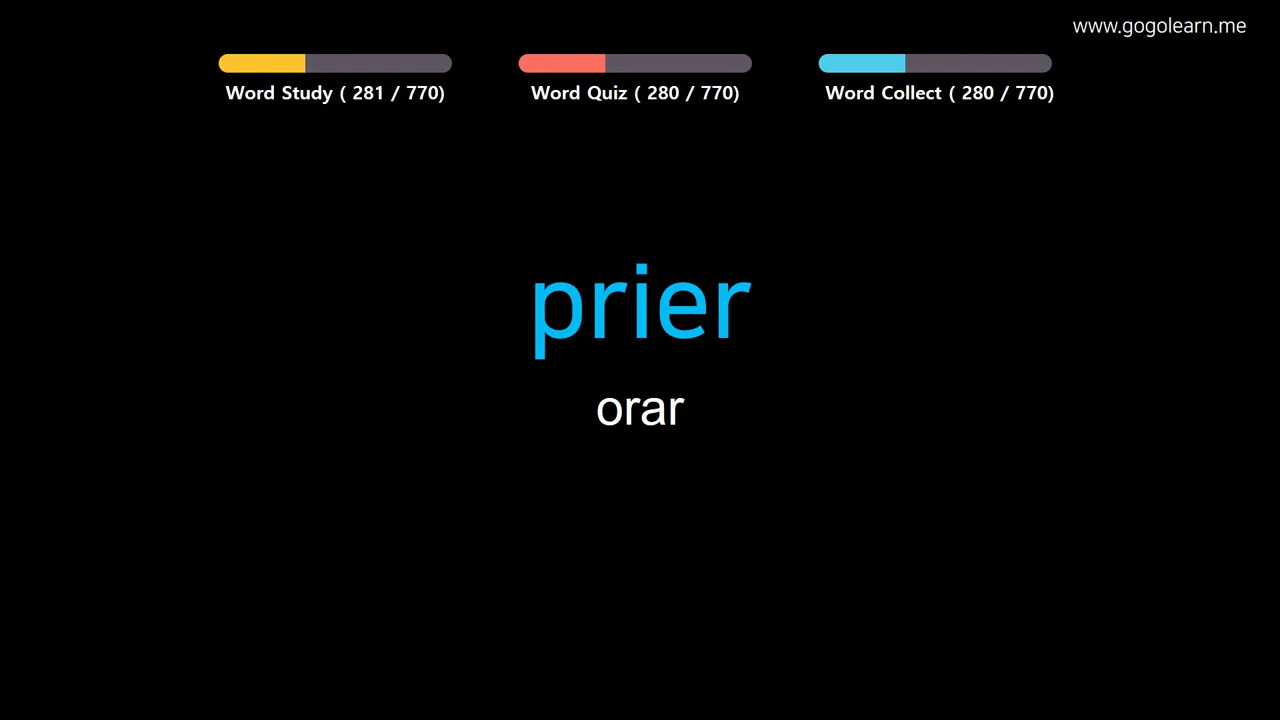 www.gogolearn.me
Word Study ( 281 / 770)
Word Quiz ( 280 / 770)
Word Collect ( 280 / 770)
prier
orar